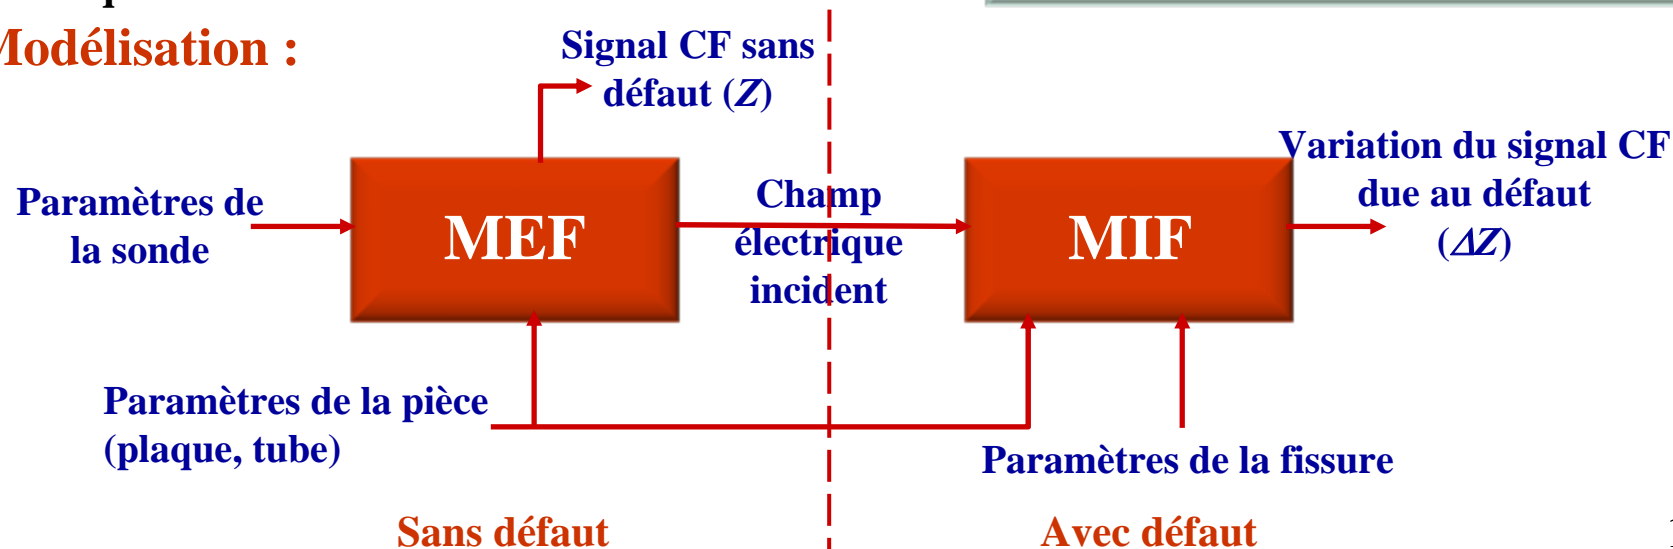 Modélisation :
Signal CF sans
défaut (Z)
Paramètres de
la sonde
MEF
Champ
électrique
incident
MIF
Variation du signal CF
due au défaut
(ΔZ)
Paramètres de la pièce
(plaque, tube)
Paramètres de la fissure
Sans défaut
Avec défaut